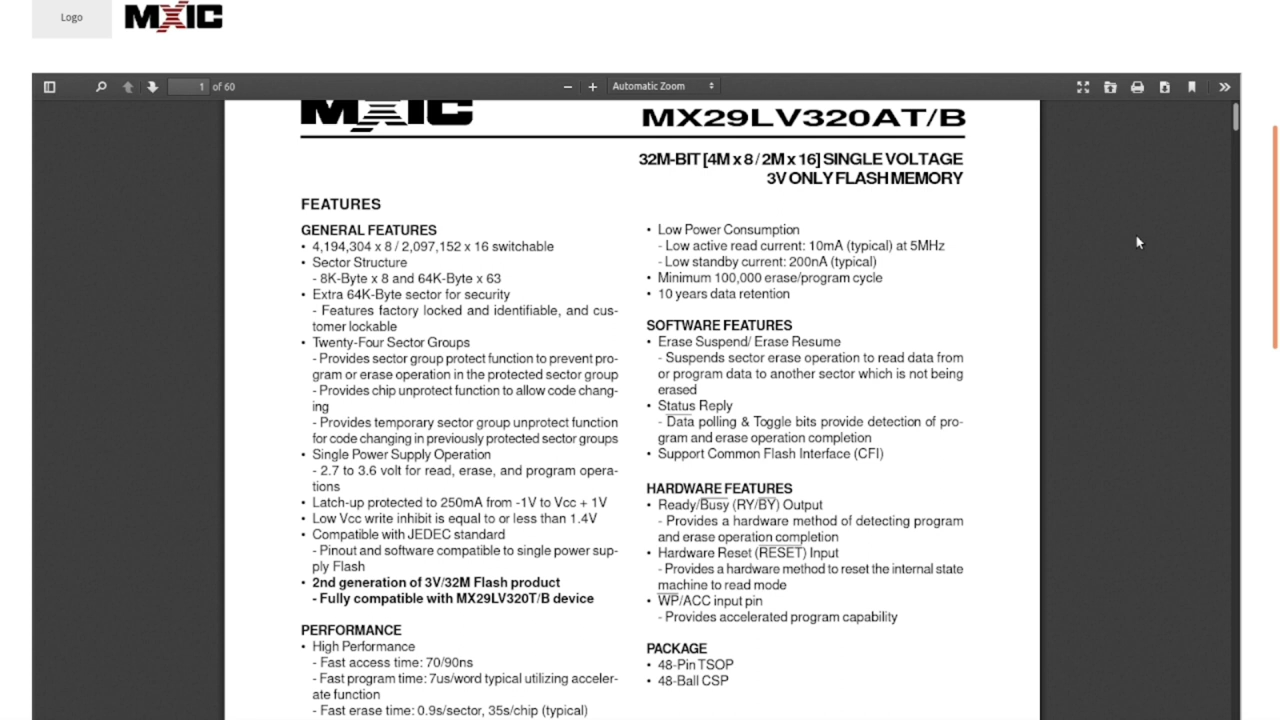 Logo
MXIC
1 of 60
Automatic Zoom
MXIC
MX29LV320AT/B
32M-BIT [4M x 8 / 2M x 16] SINGLE VOLTAGE
3V ONLY FLASH MEMORY
FEATURES
GENERAL FEATURES
• 4,194,304 x 8 / 2,097,152 x 16 switchable
• Sector Structure
- 8K-Byte x 8 and 64K-Byte x 63
• Extra 64K-Byte sector for security
- Features factory locked and identifiable, and cus-
tomer lockable
• Twenty-Four Sector Groups
- Provides sector group protect function to prevent pro-
gram or erase operation in the protected sector group
- Provides chip unprotect function to allow code chang-
ing
- Provides temporary sector group unprotect function
for code changing in previously protected sector groups
• Single Power Supply Operation
- 2.7 to 3.6 volt for read, erase, and program opera-
tions
• Latch-up protected to 250mA from -1V to Vcc + 1V
• Low Vcc write inhibit is equal to or less than 1.4V
• Compatible with JEDEC standard
- Pinout and software compatible to single power sup-
ply Flash
• 2nd generation of 3V/32M Flash product
- Fully compatible with MX29LV320T/B device
PERFORMANCE
• High Performance
- Fast access time: 70/90ns
- Fast program time: 7us/word typical utilizing acceler-
ate function
- Fast erase time: 0.9s/sector, 35s/chip (typical)
• Low Power Consumption
- Low active read current: 10mA (typical) at 5MHz
- Low standby current: 200nA (typical)
• Minimum 100,000 erase/program cycle
• 10 years data retention
SOFTWARE FEATURES
• Erase Suspend/ Erase Resume
- Suspends sector erase operation to read data from
or program data to another sector which is not being
erased
• Status Reply
- Data polling & Toggle bits provide detection of pro-
gram and erase operation completion
• Support Common Flash Interface (CFI)
HARDWARE FEATURES
• Ready/Busy (RY/BY) Output
- Provides a hardware method of detecting program
and erase operation completion
• Hardware Reset (RESET) Input
- Provides a hardware method to reset the internal state
machine to read mode
• WP/ACC input pin
- Provides accelerated program capability
PACKAGE
• 48-Pin TSOP
• 48-Ball CSP